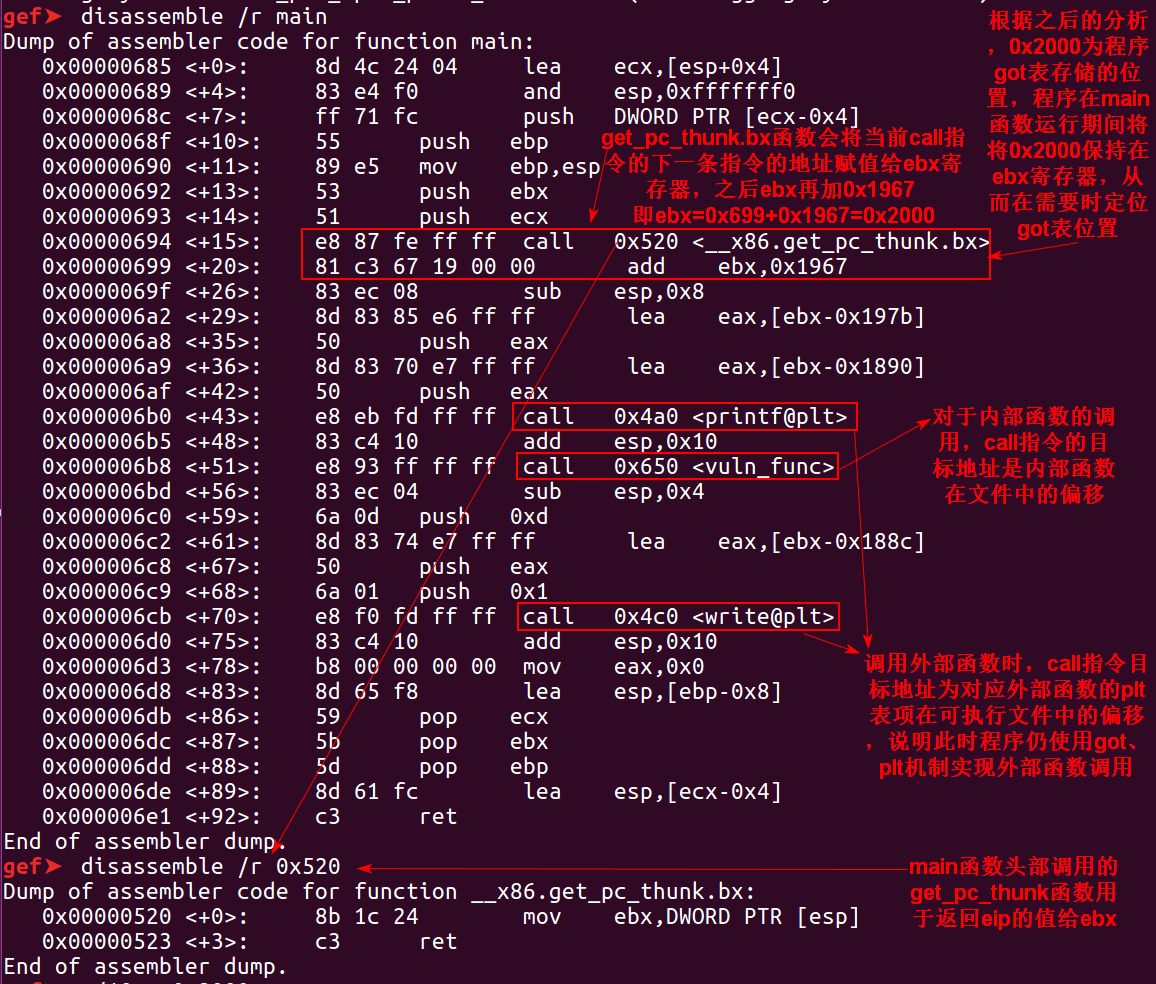 gef➤  disassemble /r main
Dump of assembler code for function main:
   0x00000685 <+0>:	8d 4c 24 04	lea    ecx,[esp+0x4]
   0x00000689 <+4>:	83 e4 f0	and    esp,0xfffffff0
   0x0000068c <+7>:	ff 71 fc	push   DWORD PTR [ecx-0x4]
   0x0000068f <+10>:	55	push   ebp
   0x00000690 <+11>:	89 e5	mov    ebp,esp
   0x00000692 <+13>:	53	push   ebx
   0x00000693 <+14>:	51	push   ecx
   0x00000694 <+15>:	e8 87 fe ff ff	call   0x520 <__x86.get_pc_thunk.bx>
   0x00000699 <+20>:	81 c3 67 19 00 00	add    ebx,0x1967
   0x0000069f <+26>:	83 ec 08	sub    esp,0x8
   0x000006a2 <+29>:	8d 83 85 e6 ff ff	lea    eax,[ebx-0x197b]
   0x000006a8 <+35>:	50	push   eax
   0x000006a9 <+36>:	8d 83 70 e7 ff ff	lea    eax,[ebx-0x1890]
   0x000006af <+42>:	50	push   eax
   0x000006b0 <+43>:	e8 eb fd ff ff	call   0x4a0 <printf@plt>
   0x000006b5 <+48>:	83 c4 10	add    esp,0x10
   0x000006b8 <+51>:	e8 93 ff ff ff	call   0x650 <vuln_func>
   0x000006bd <+56>:	83 ec 04	sub    esp,0x4
   0x000006c0 <+59>:	6a 0d	push   0xd
   0x000006c2 <+61>:	8d 83 74 e7 ff ff	lea    eax,[ebx-0x188c]
   0x000006c8 <+67>:	50	push   eax
   0x000006c9 <+68>:	6a 01	push   0x1
   0x000006cb <+70>:	e8 f0 fd ff ff	call   0x4c0 <write@plt>
   0x000006d0 <+75>:	83 c4 10	add    esp,0x10
   0x000006d3 <+78>:	b8 00 00 00 00	mov    eax,0x0
   0x000006d8 <+83>:	8d 65 f8	lea    esp,[ebp-0x8]
   0x000006db <+86>:	59	pop    ecx
   0x000006dc <+87>:	5b	pop    ebx
   0x000006dd <+88>:	5d	pop    ebp
   0x000006de <+89>:	8d 61 fc	lea    esp,[ecx-0x4]
   0x000006e1 <+92>:	c3	ret
End of assembler dump.
gef➤  disassemble /r 0x520
Dump of assembler code for function __x86.get_pc_thunk.bx:
   0x00000520 <+0>:	8b 1c 24	mov    ebx,DWORD PTR [esp]
   0x00000523 <+3>:	c3	ret
End of assembler dump.
根据之后的分析
，0x2000为程序
got表存储的位
置，程序在main
函数运行期间将
将0x2000保持在
ebx寄存器，从
而在需要时定位
got表位置
get_pc_thunk.bx函数会将当前call指
令的下一条指令的地址赋值给ebx寄
存器，之后ebx再加0x1967
即ebx=0x699+0x1967=0x2000
对于内部函数的调
用，call指令的目
标地址是内部函数
在文件中的偏移
调用外部函数时，call指令目
标地址为对应外部函数的plt
表项在可执行文件中的偏移
，说明此时程序仍使用got、
plt机制实现外部函数调用
main函数头部调用的
get_pc_thunk函数用
于返回eip的值给ebx